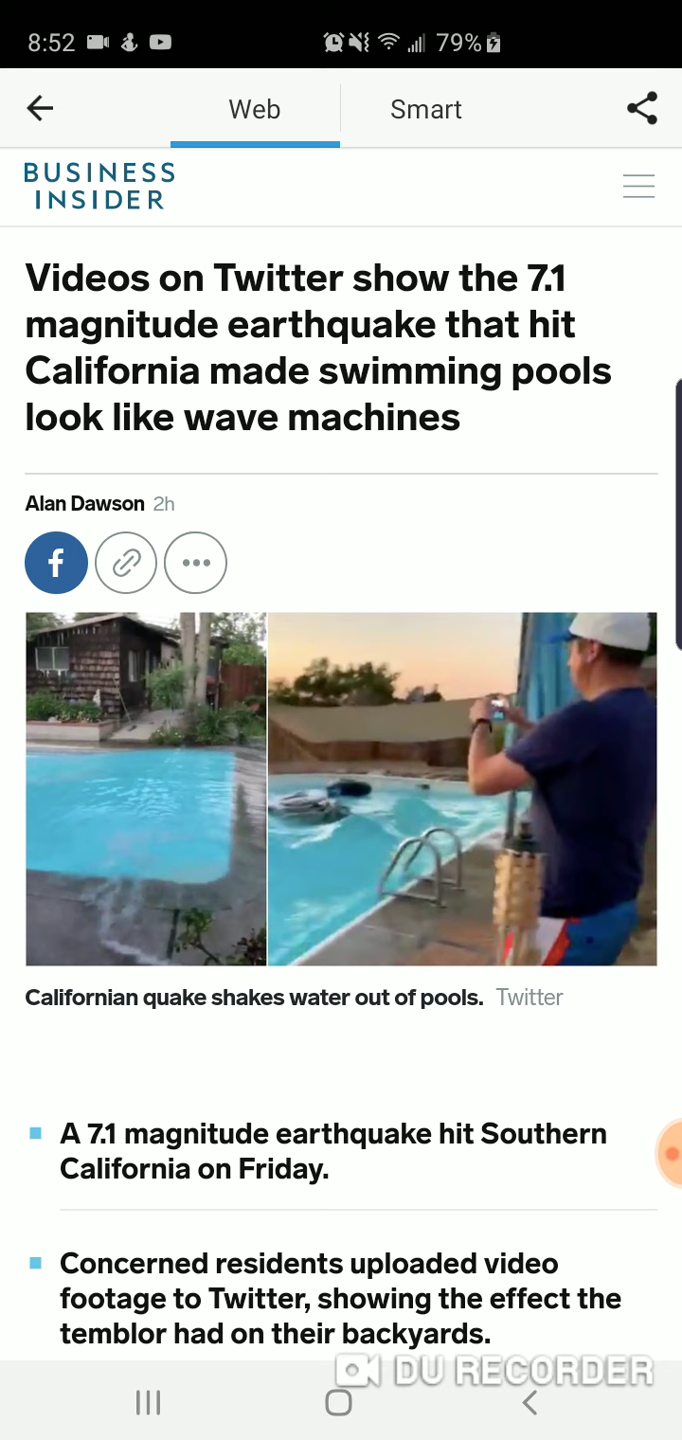 8:52
79%
Web
Smart
BUSINESS
INSIDER
Videos on Twitter show the 7.1
magnitude earthquake that hit
California made swimming pools
look like wave machines
Alan Dawson 2h
f
Californian quake shakes water out of pools. Twitter
A 7.1 magnitude earthquake hit Southern
California on Friday.
Concerned residents uploaded video
footage to Twitter, showing the effect the
temblor had on their backyards.
DU RECORDER